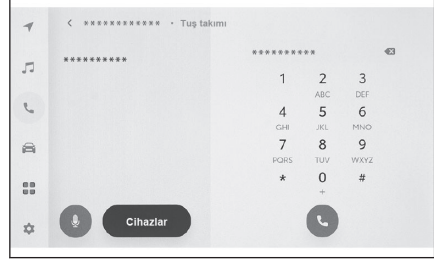 ************ • Tuş takımı
**********
**********
1 2 3
ABC DEF
4 5 6
GHI JKL MNO
7 8 9
PQRS TUV WXYZ
* 0 #
+
Cihazlar